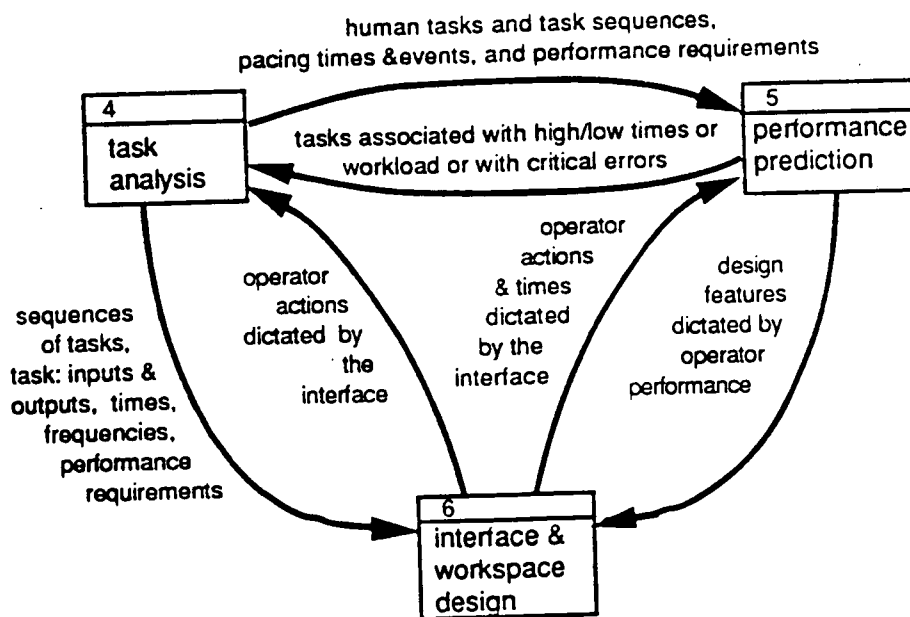 human tasks and task sequences,
pacing times &events, and performance requirements
4
task
analysis
5
performance
prediction
tasks associated with high/low times or
workload or with critical errors
sequences
of tasks,
task: inputs &
outputs, times,
frequencies,
performance
requirements
operator
actions
dictated by
the
interface
operator
actions
& times
dictated
by the
interface
design
features
dictated by
operator
performance
6
interface &
workspace
design